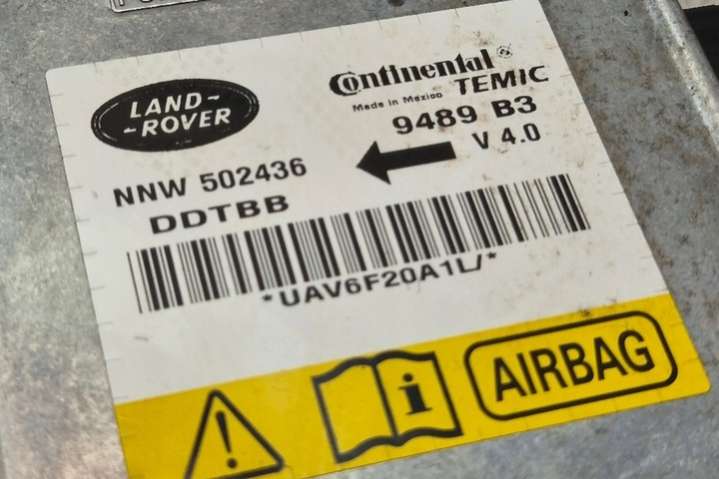 LAND-
-ROVER
Continental
TEMIC
Made in Mexico
9489 B3
V 4.0
NNW 502436
DDTBB
*UAV6F20A1L/*
AIRBAG